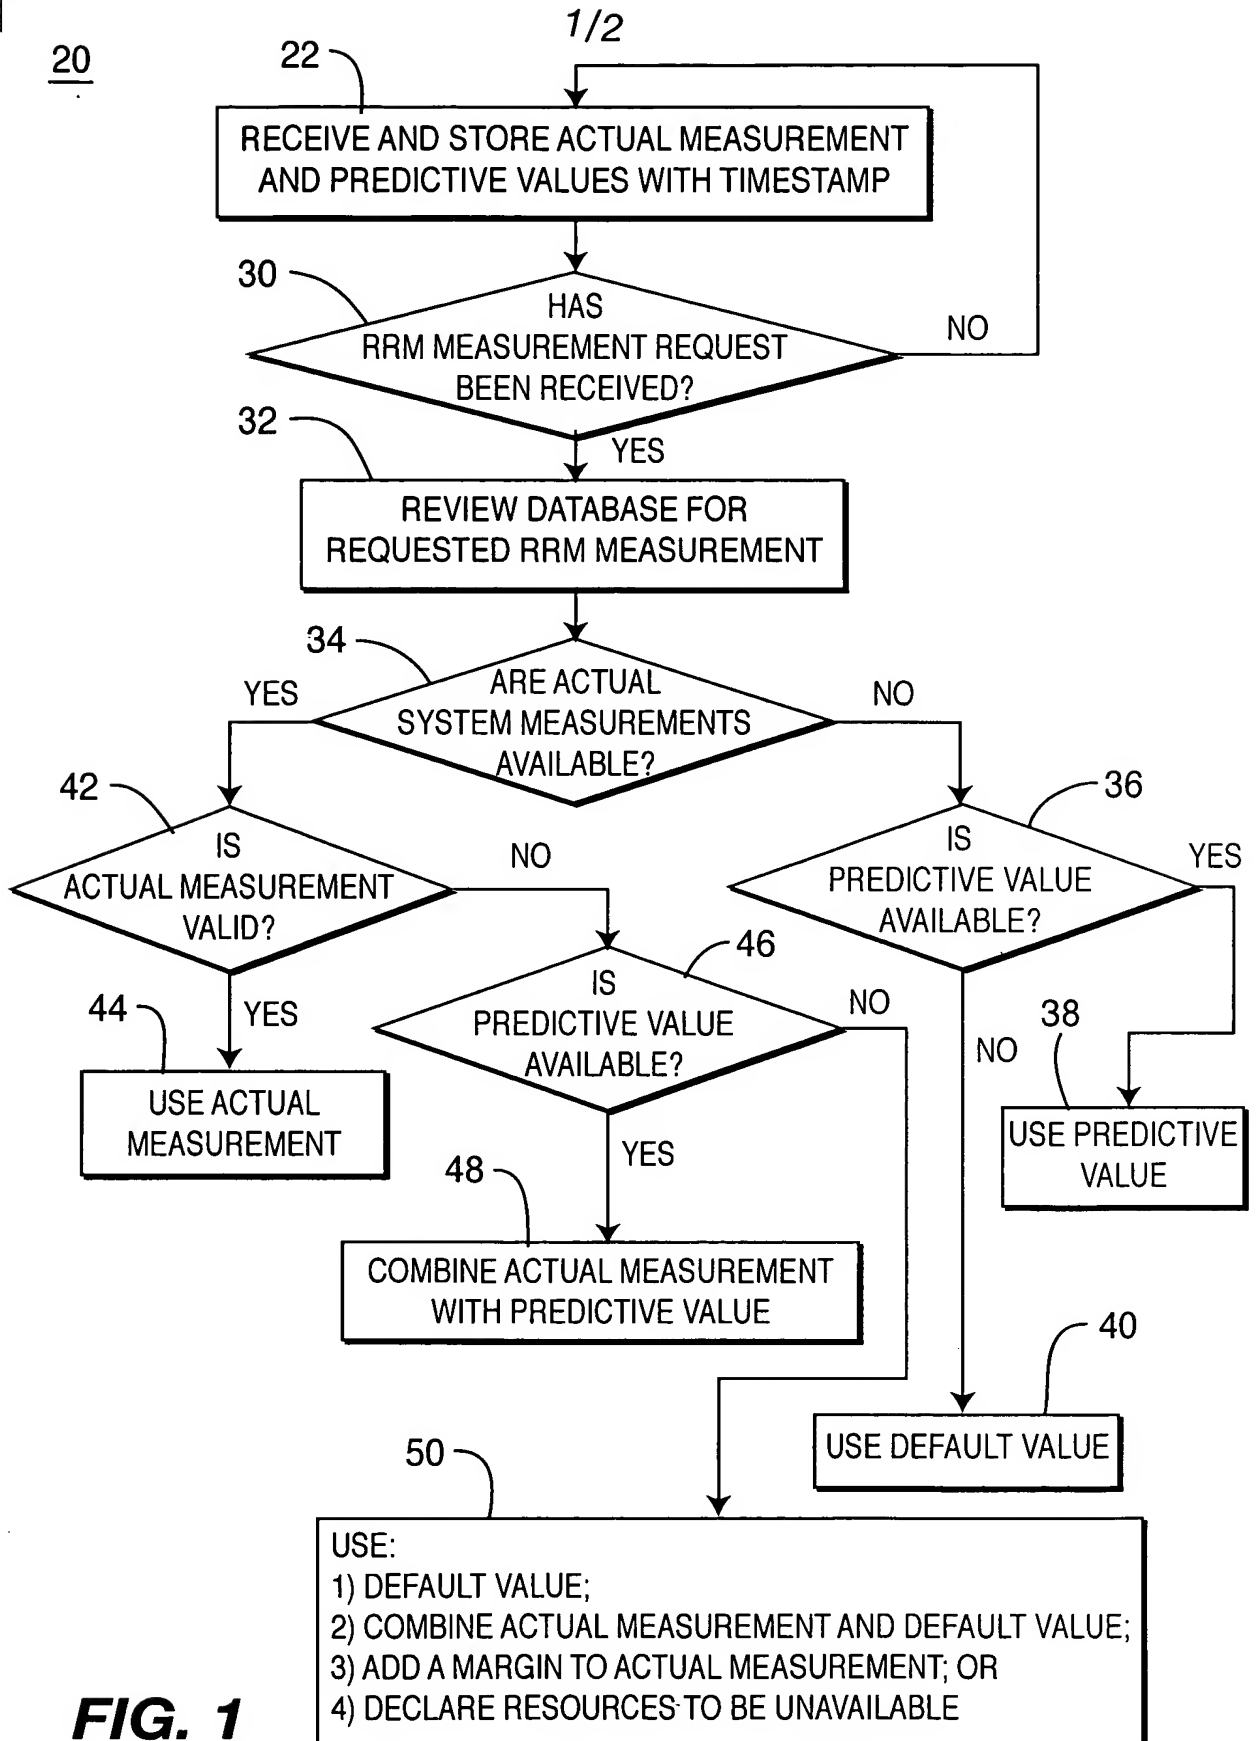 1/2
20
22
RECEIVE AND STORE ACTUAL MEASUREMENT
AND PREDICTIVE VALUES WITH TIMESTAMP
30
HAS
RRM MEASUREMENT REQUEST
BEEN RECEIVED?
NO
32
YES
REVIEW DATABASE FOR
REQUESTED RRM MEASUREMENT
34
YES
ARE ACTUAL
SYSTEM MEASUREMENTS
AVAILABLE?
NO
42
IS
ACTUAL MEASUREMENT
VALID?
NO
36
IS
PREDICTIVE VALUE
AVAILABLE?
YES
46
IS
PREDICTIVE VALUE
AVAILABLE?
NO
44
YES
USE ACTUAL
MEASUREMENT
NO
38
USE PREDICTIVE
VALUE
YES
48
COMBINE ACTUAL MEASUREMENT
WITH PREDICTIVE VALUE
40
USE DEFAULT VALUE
50
USE:
1) DEFAULT VALUE;
2) COMBINE ACTUAL MEASUREMENT AND DEFAULT VALUE;
3) ADD A MARGIN TO ACTUAL MEASUREMENT; OR
4) DECLARE RESOURCES TO BE UNAVAILABLE
FIG. 1